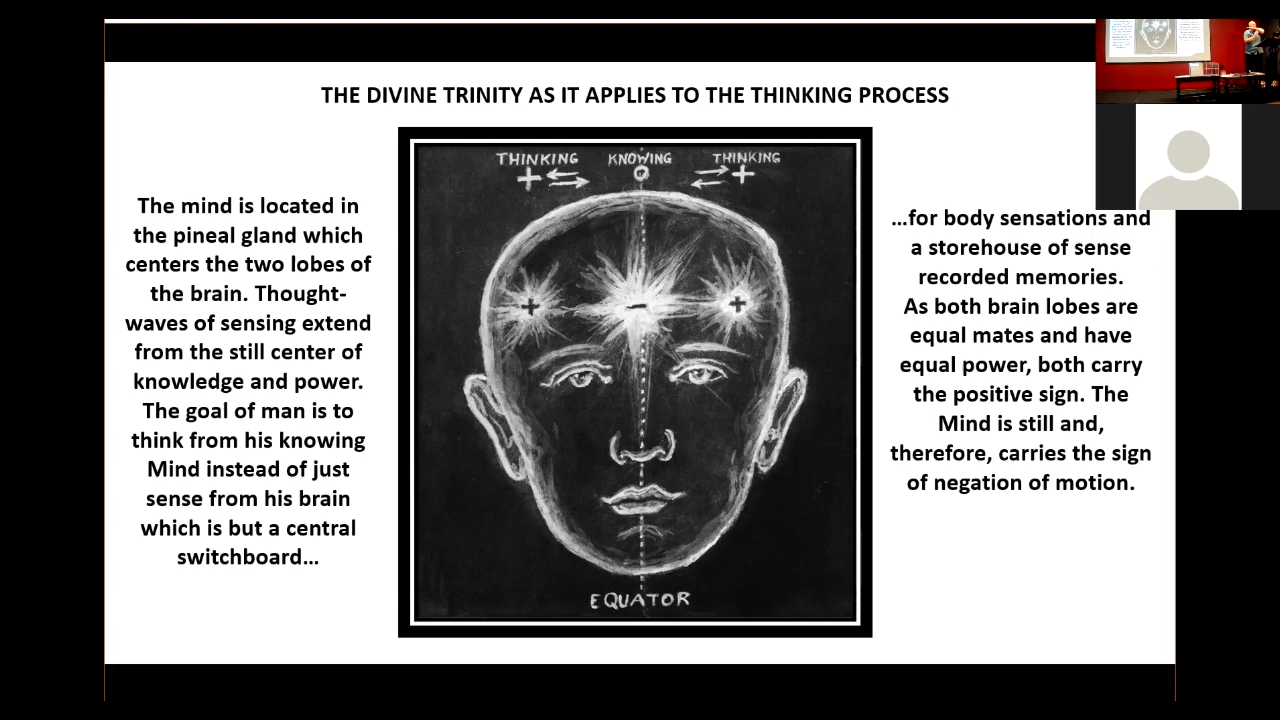 THE DIVINE TRINITY AS IT APPLIES TO THE THINKING PROCESS
The mind is located in
the pineal gland which
centers the two lobes of
the brain. Thought-
waves of sensing extend
from the still center of
knowledge and power.
The goal of man is to
think from his knowing
Mind instead of just
sense from his brain
which is but a central
switchboard...
THINKING KNOWING THINKING
EQUATOR
...for body sensations and
a storehouse of sense
recorded memories.
As both brain lobes are
equal mates and have
equal power, both carry
the positive sign. The
Mind is still and,
therefore, carries the sign
of negation of motion.